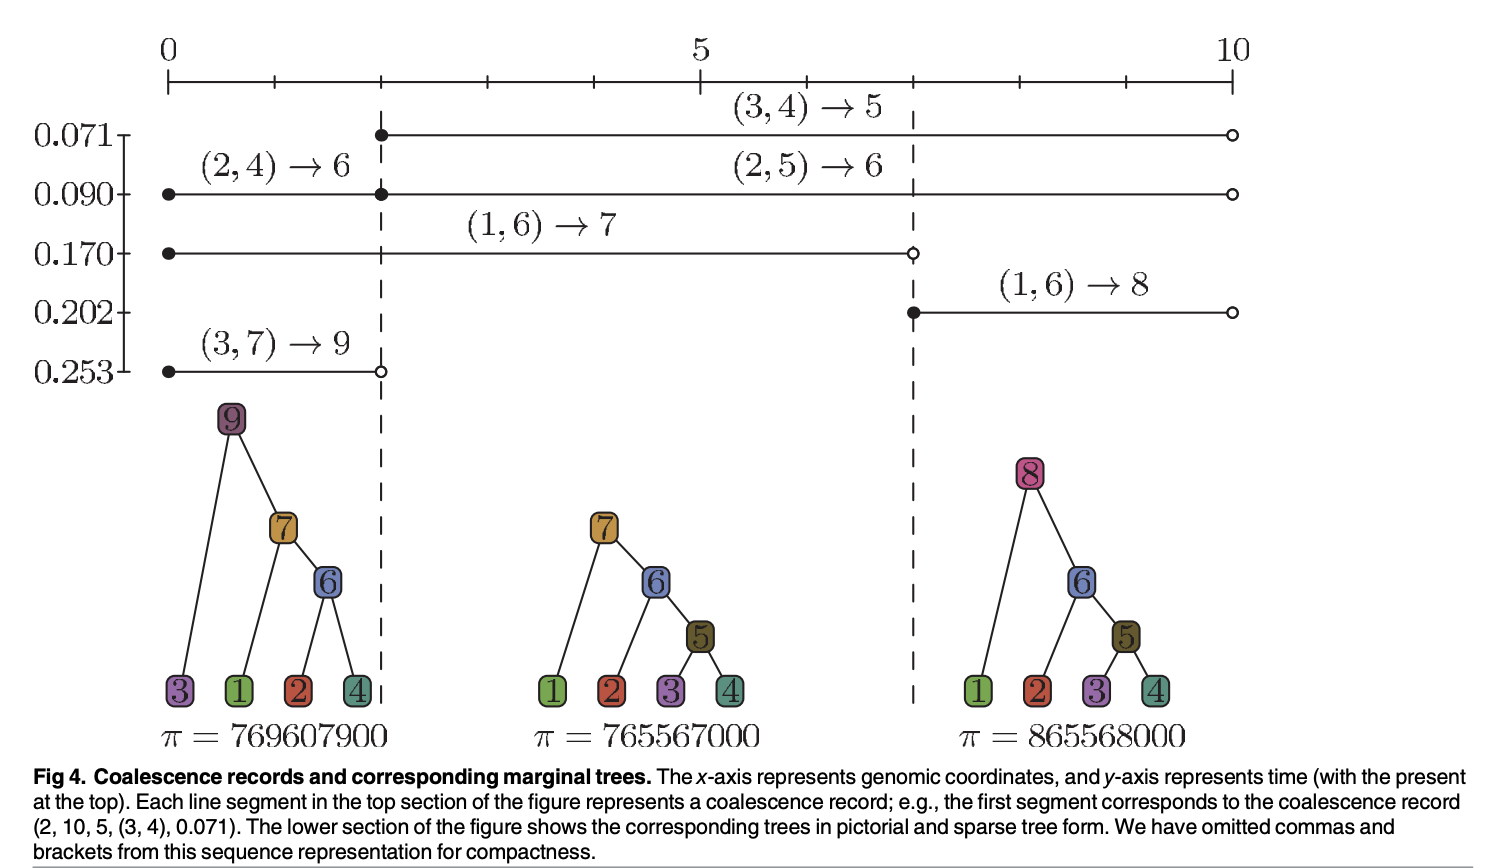 0 5 10
(3, 4) → 5
0.071
(2, 4) → 6 (2, 5) → 6
0.090
(1, 6) → 7
0.170
(1, 6) → 8
0.202
(3, 7) → 9
0.253
9
8
7 7
6 6 6
5 5
3 1 2 4 1 2 3 4 1 2 3 4
π = 769607900 π = 765567000 π = 865568000
Fig 4. Coalescence records and corresponding marginal trees. The x-axis represents genomic coordinates, and y-axis represents time (with the present
at the top). Each line segment in the top section of the figure represents a coalescence record; e.g., the first segment corresponds to the coalescence record
(2, 10, 5, (3, 4), 0.071). The lower section of the figure shows the corresponding trees in pictorial and sparse tree form. We have omitted commas and
brackets from this sequence representation for compactness.